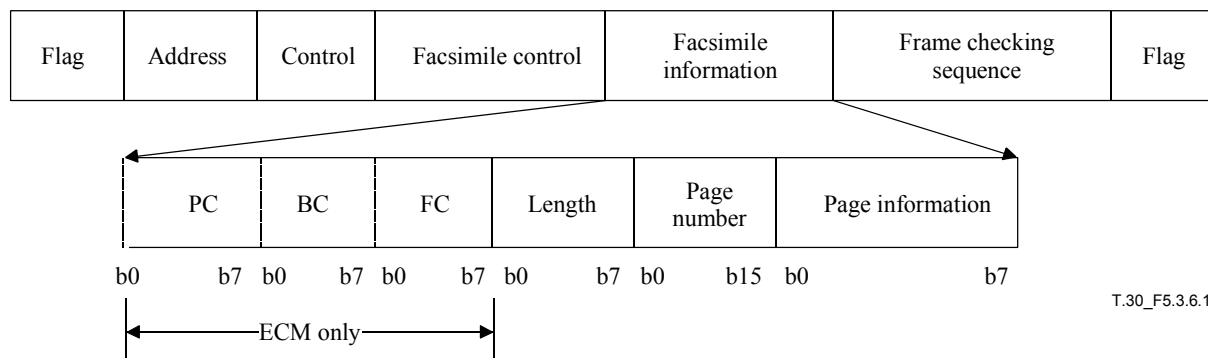 Flag Address Control Facsimile control Facsimile information Frame checking sequence Flag
PC BC FC Length Page number Page information
b0 b7 b0 b7 b0 b7 b0 b7 b0 b15 b0 b7
T.30_F5.3.6.1
ECM only